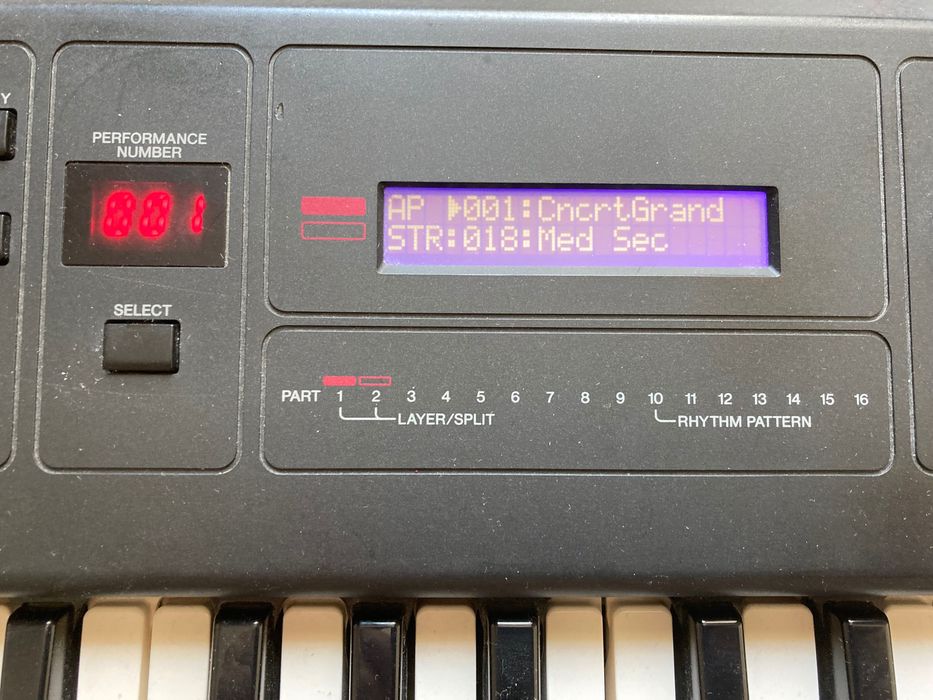 Y
PERFORMANCE
NUMBER
001
SELECT
AP ▶001:CncrtGrand
STR:018:Med Sec
PART 1 2 3 4 5 6 7 8 9 10 11 12 13 14 15 16
LAYER/SPLIT
RHYTHM PATTERN